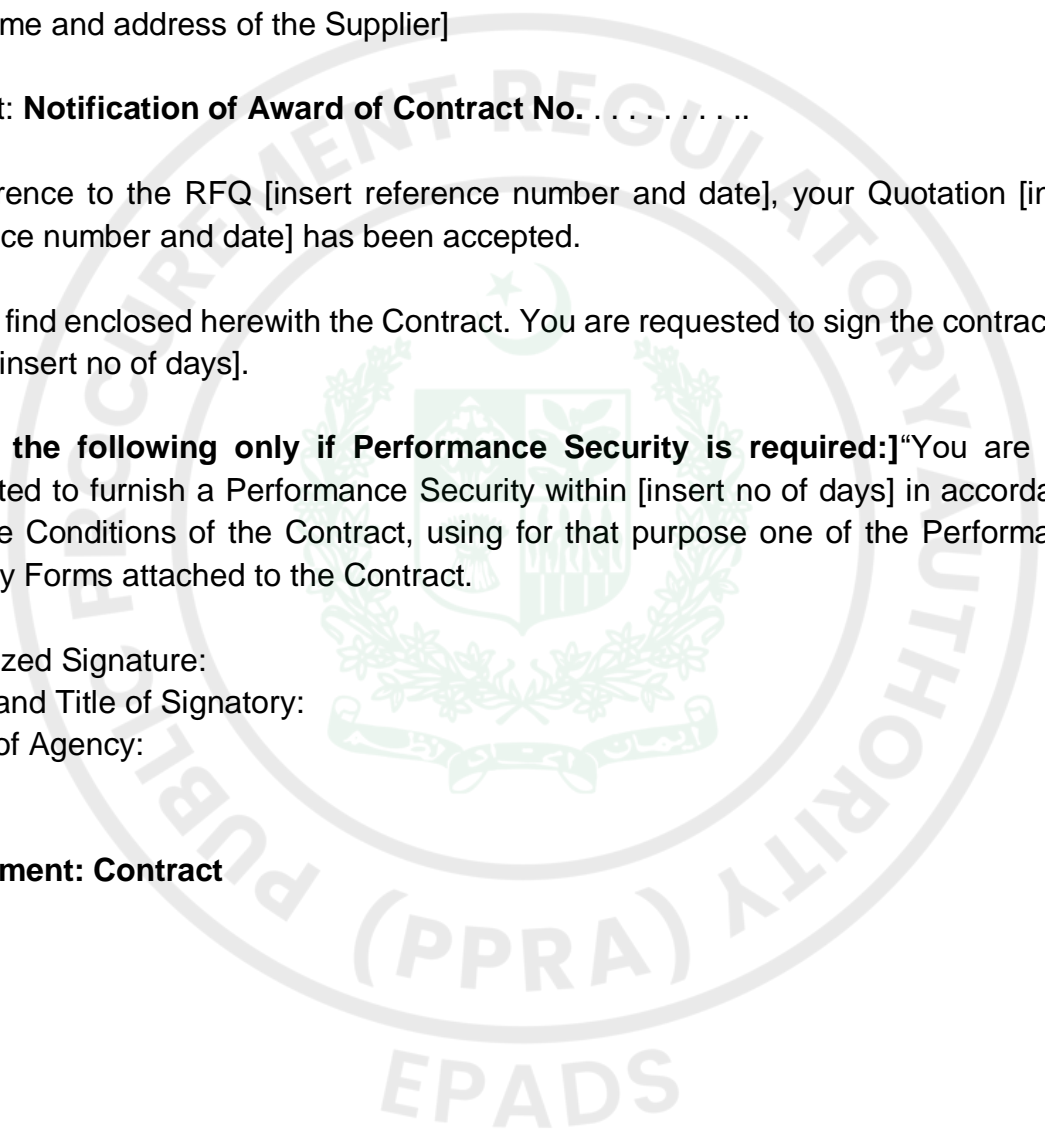 me and address of the Supplier]
t: Notification of Award of Contract No. . . . . . . . . ..
rence to the RFQ [insert reference number and date], your Quotation [in
ce number and date] has been accepted.
find enclosed herewith the Contract. You are requested to sign the contrac
insert no of days].
the following only if Performance Security is required:]“You are
ted to furnish a Performance Security within [insert no of days] in accorda
e Conditions of the Contract, using for that purpose one of the Performa
y Forms attached to the Contract.
zed Signature:
and Title of Signatory:
of Agency:
ment: Contract
PUBLIC PROCUREMENT REGULATORY AUTHORITY
(PPRA)
EPADS